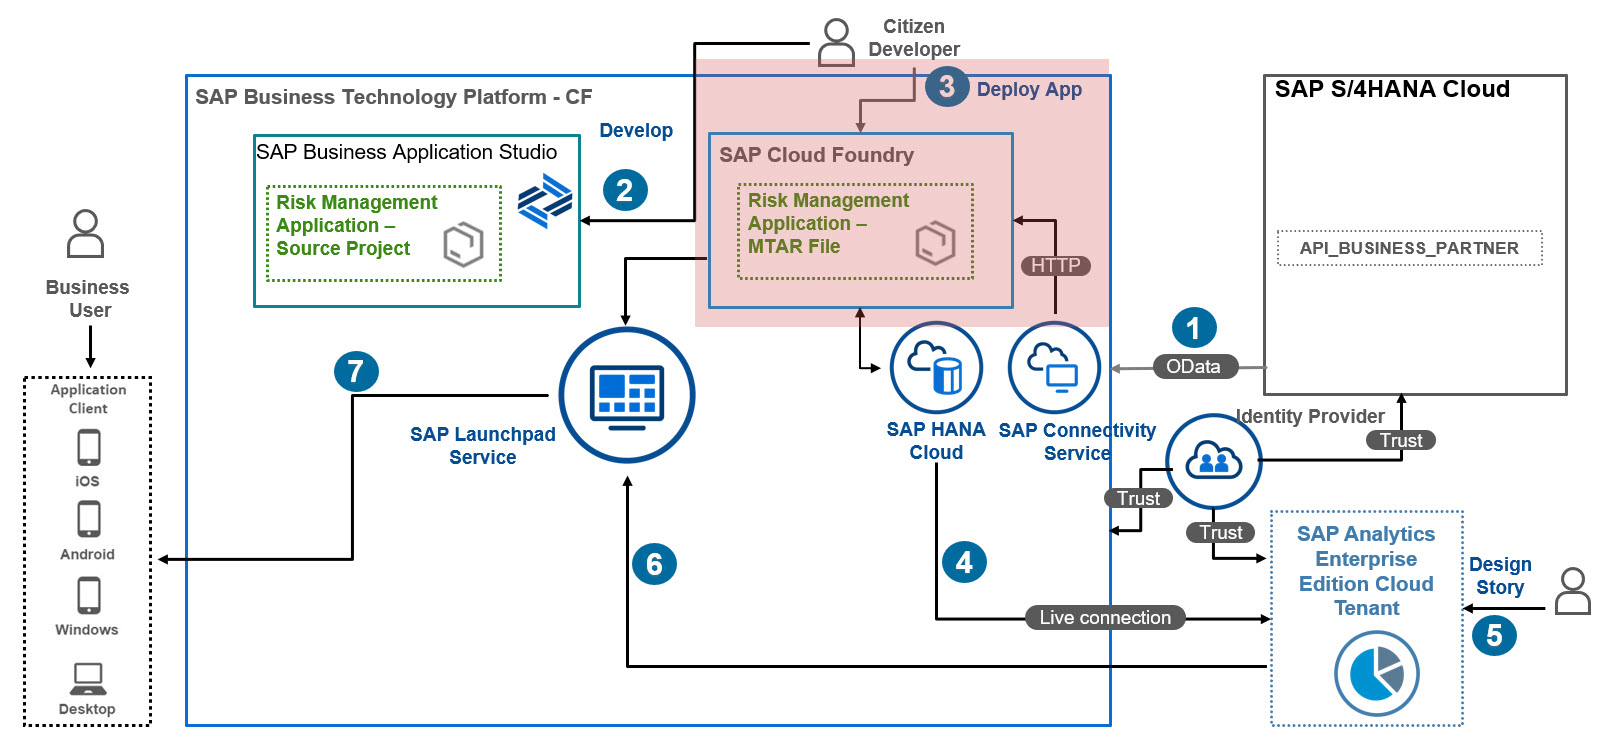 Citizen
Developer
3
Deploy App
SAP Business Technology Platform - CF
SAP S/4HANA Cloud
Develop
SAP Business Application Studio
SAP Cloud Foundry
2
Risk Management
Application –
Source Project
Risk Management
Application –
MTAR File
HTTP
API_BUSINESS_PARTNER
Business
User
1
OData
7
Application
Client
iOS
Android
Windows
Desktop
SAP Launchpad
Service
SAP HANA
Cloud
SAP Connectivity
Service
Identity Provider
Trust
Trust
Trust
6
4
Live connection
SAP Analytics
Enterprise
Edition Cloud
Tenant
Design
Story
5